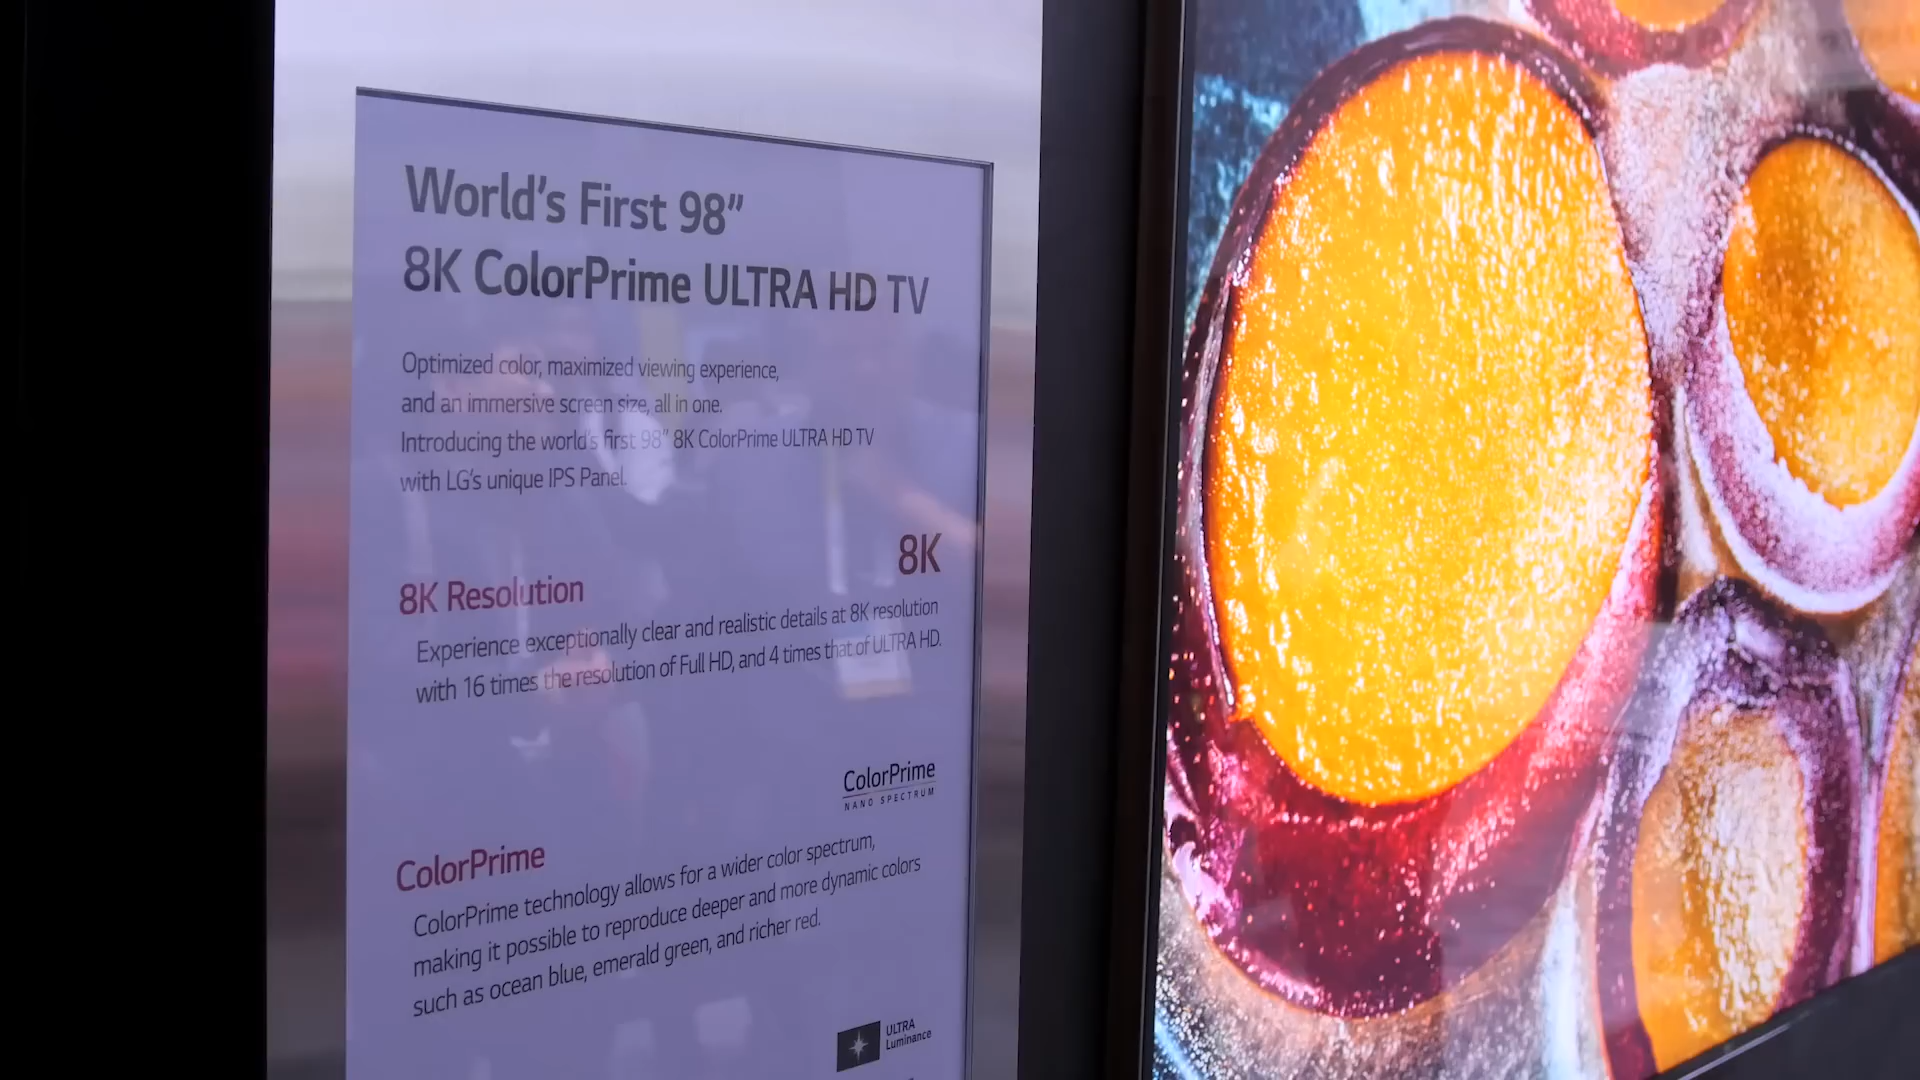 World's First 98"
8K ColorPrime ULTRA HD TV
Optimized color, maximized viewing experience,
and an immersive screen size, all in one.
Introducing the world's first 98" 8K ColorPrime ULTRA HD TV
with LG's unique IPS Panel.
8K
8K Resolution
Experience exceptionally clear and realistic details at 8K resolution
with 16 times the resolution of Full HD, and 4 times that of ULTRA HD.
ColorPrime
NANO SPECTRUM
ColorPrime
ColorPrime technology allows for a wider color spectrum,
making it possible to reproduce deeper and more dynamic colors
such as ocean blue, emerald green, and richer red.
ULTRA
Luminance